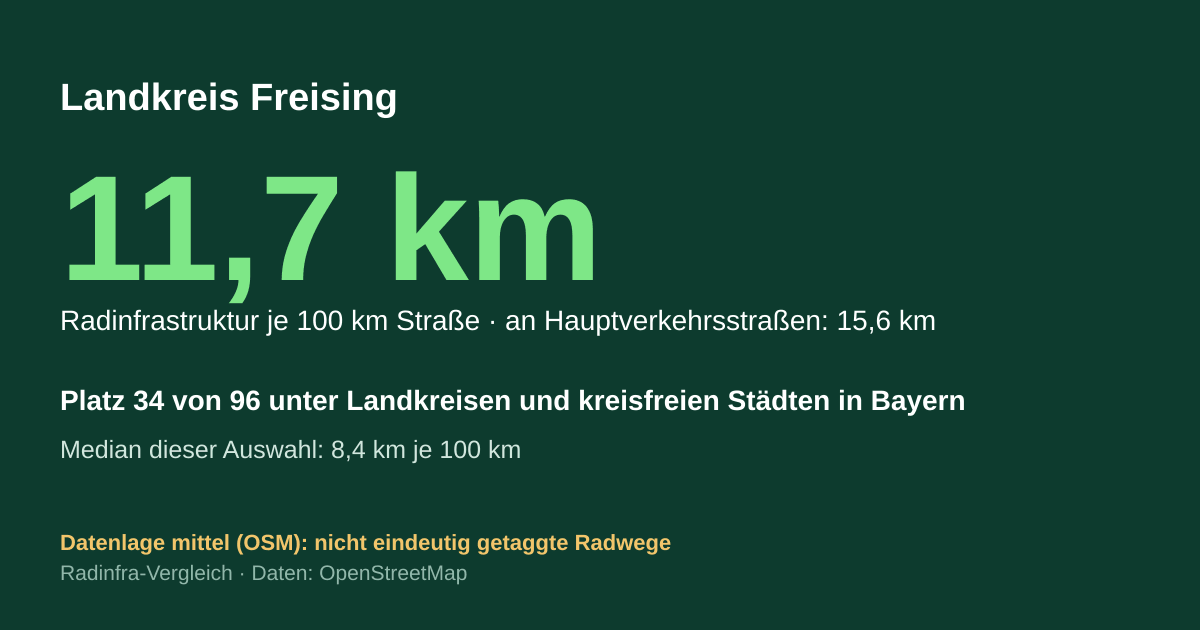 Landkreis Freising
11,7 km
Radinfrastruktur je 100 km Straße · an Hauptverkehrsstraßen: 15,6 km
Platz 34 von 96 unter Landkreisen und kreisfreien Städten in Bayern
Median dieser Auswahl: 8,4 km je 100 km
Datenlage mittel (OSM): nicht eindeutig getaggte Radwege
Radinfra-Vergleich · Daten: OpenStreetMap